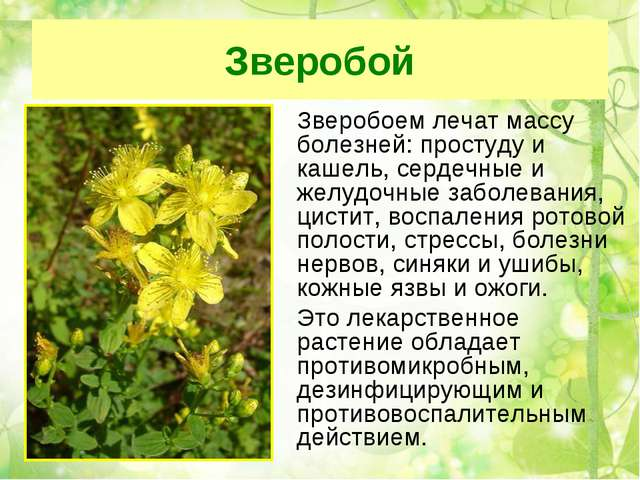 Зверобой
Зверобоем лечат массу
болезней: простуду и
кашель, сердечные и
желудочные заболевания,
цистит, воспаления ротовой
полости, стрессы, болезни
нервов, синяки и ушибы,
кожные язвы и ожоги.
Это лекарственное
растение обладает
противомикробным,
дезинфицирующим и
противовоспалительным
действием.